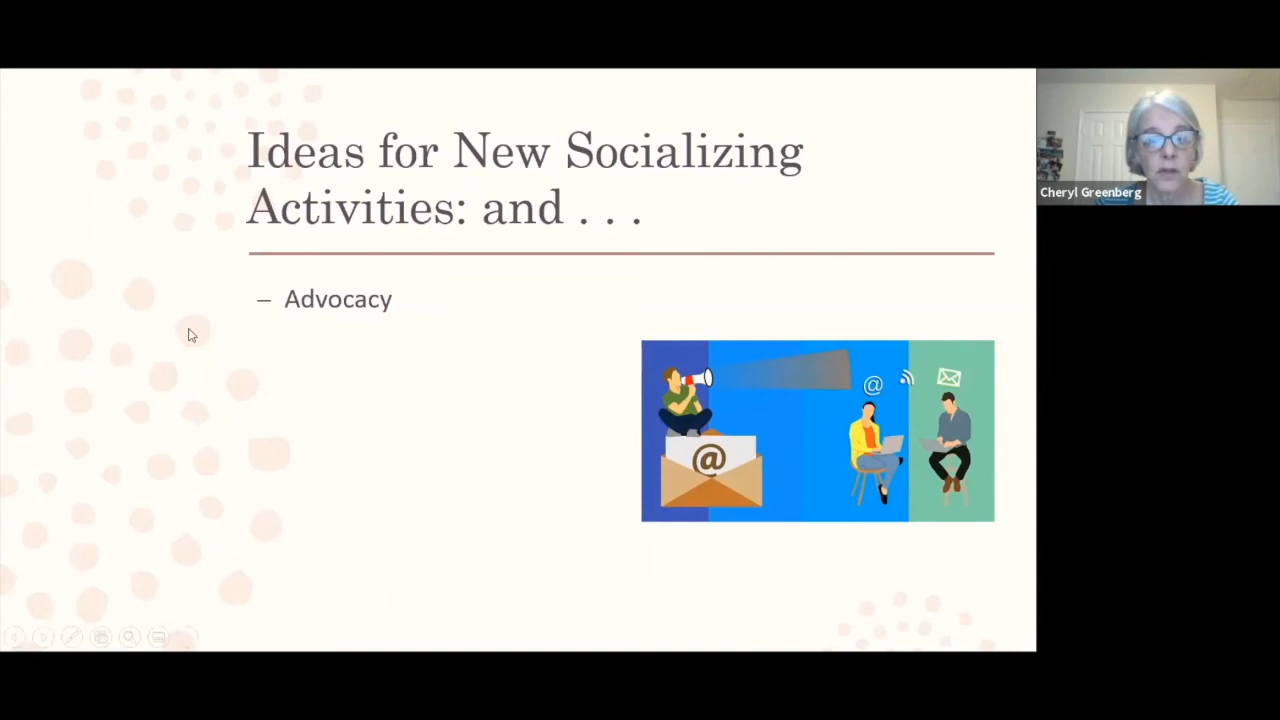 Ideas for New Socializing
Activities: and . . .
– Advocacy
@
@
Cheryl Greenberg